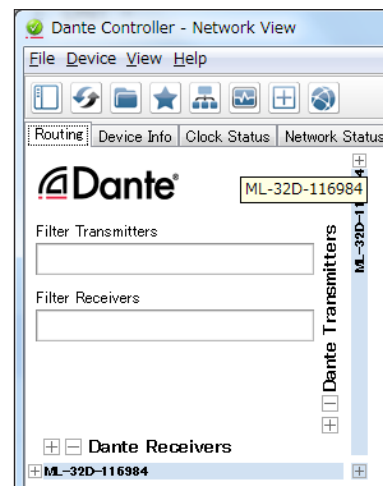 Dante Controller - Network View
File Device View Help
Routing Device Info Clock Status Network Status
Dante®
ML-32D-116984
Filter Transmitters
Filter Receivers
Dante Transmitters
Dante Receivers
ML-32D-116984